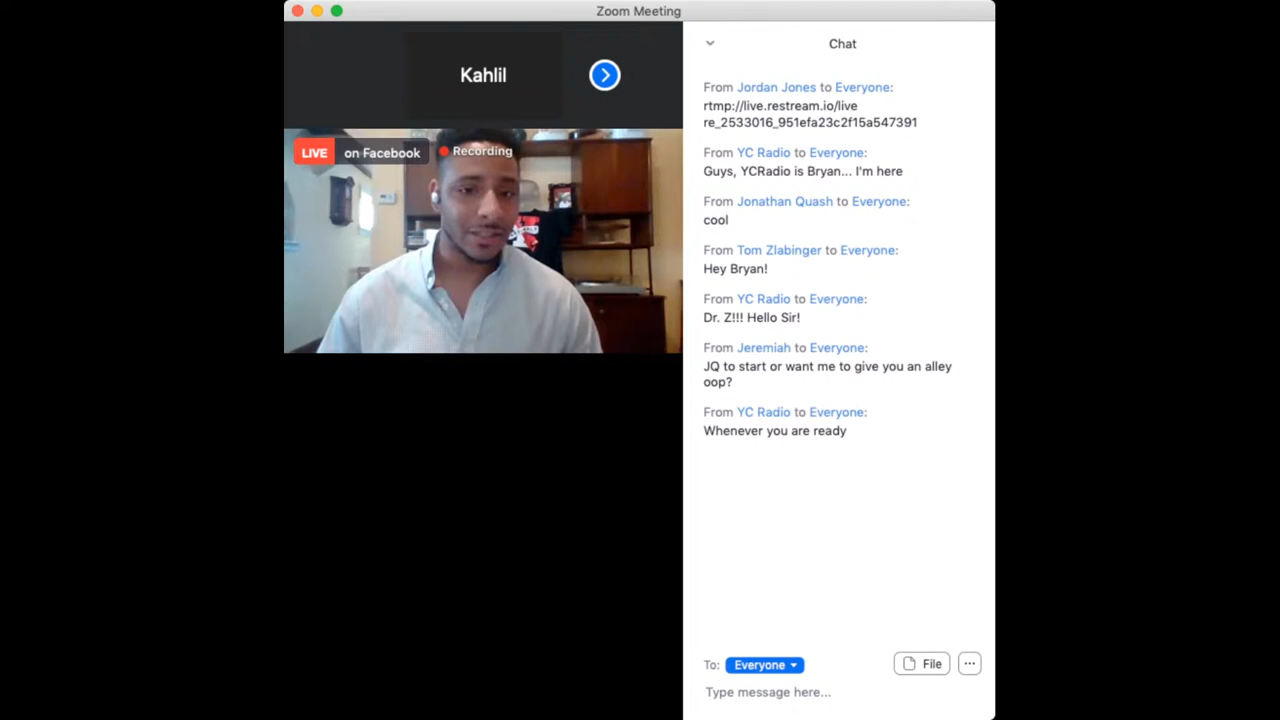 Zoom Meeting
Kahlil
LIVE on Facebook
Recording
Chat
From Jordan Jones to Everyone:
rtmp://live.restream.io/live
re_2533016_951efa23c2f15a547391
From YC Radio to Everyone:
Guys, YCRadio is Bryan... I'm here
From Jonathan Quash to Everyone:
cool
From Tom Zlabinger to Everyone:
Hey Bryan!
From YC Radio to Everyone:
Dr. Z!!! Hello Sir!
From Jeremiah to Everyone:
JQ to start or want me to give you an alley
oop?
From YC Radio to Everyone:
Whenever you are ready
To: Everyone
File
Type message here...